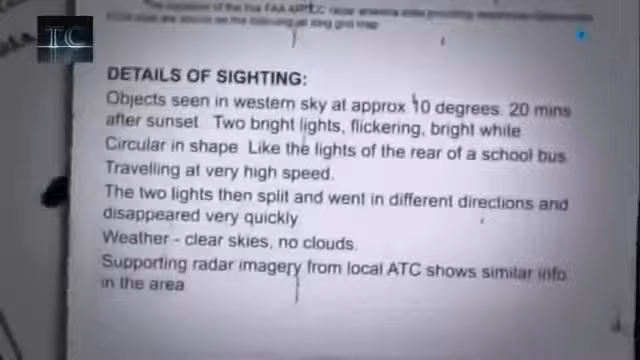 TC
DETAILS OF SIGHTING:
Objects seen in western sky at approx 10 degrees. 20 mins
after sunset Two bright lights, flickering, bright while
Circular in shape Like the lights of the rear of a school bus
Travelling at very high speed.
The two lights then split and went in different directions and
disappeared very quickly
Weather - clear skies, no clouds.
Supporting radar imagery from local ATC shows similar info
in the area